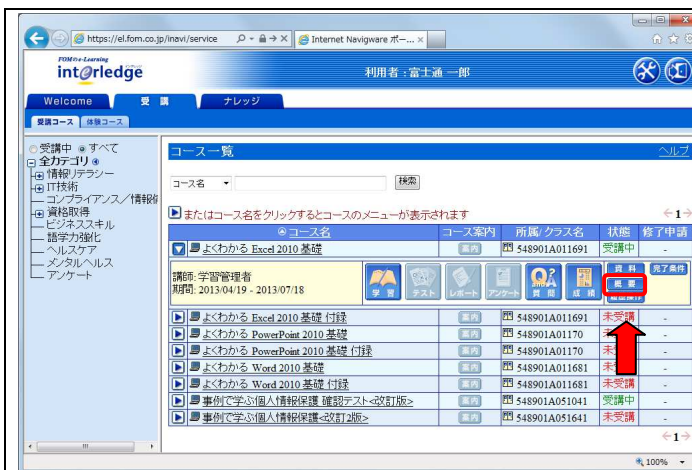 https://el.fom.co.jp/inavi/service
Internet Navigware ポー...
FOMのe-Learning
interledge
利用者 : 富士通 一郎
Welcome
受 講
ナレッジ
受講コース
体験コース
受講中 すべて
全カテゴリ
情報リテラシー
IT技術
コンプライアンス／情報
資格取得
ビジネススキル
語学力強化
ヘルスケア
メンタルヘルス
アンケート
コース一覧
ヘルプ
コース名
検索
またはコース名をクリックするとコースのメニューが表示されます
←1→
コース名 コース案内 所属/クラス名 状態 修了申請
よくわかる Excel 2010 基礎 案内 548901A011691 受講中 -
講師: 学習管理者
期間: 2013/04/19 - 2013/07/18
学 習
テスト
レポート
アンケート
質 問
成 績
資 料
完了条件
概 要
よくわかる Excel 2010 基礎 付録 案内 548901A011691 未受講 -
よくわかる PowerPoint 2010 基礎 案内 548901A01170 -
よくわかる PowerPoint 2010 基礎 付録 案内 548901A01170 -
よくわかる Word 2010 基礎 案内 548901A011681 -
よくわかる Word 2010 基礎 付録 案内 548901A011681 未受講 -
事例で学ぶ個人情報保護 確認テスト<改訂版> 案内 548901A051041 受講中 -
事例で学ぶ個人情報保護<改訂2版> 案内 548901A051641 未受講 -
←1→
100%